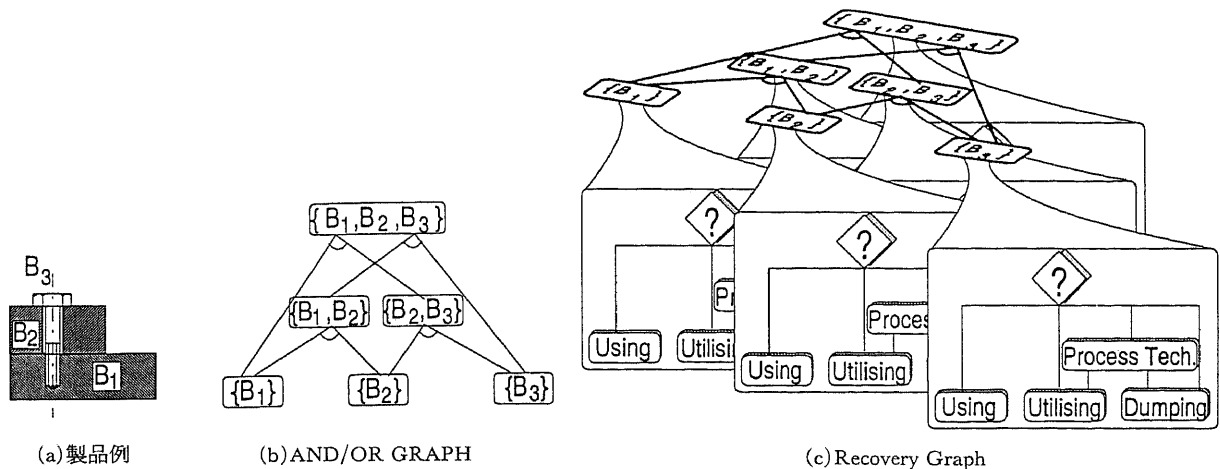 B₃
B₂
B₁
(a)製品例
{B₁,B₂,B₃}
{B₁,B₂}
{B₂,B₃}
{B₁}
{B₂}
{B₃}
(b)AND/OR GRAPH
{B₁,B₂,B₃}
{B₁,B₂}
{B₂,B₃}
{B₁}
{B₂}
{B₃}
?
Using
Utilisi
?
Proces
Using
Utilising
?
Process Tech.
Using
Utilising
Dumping
(c)Recovery Graph